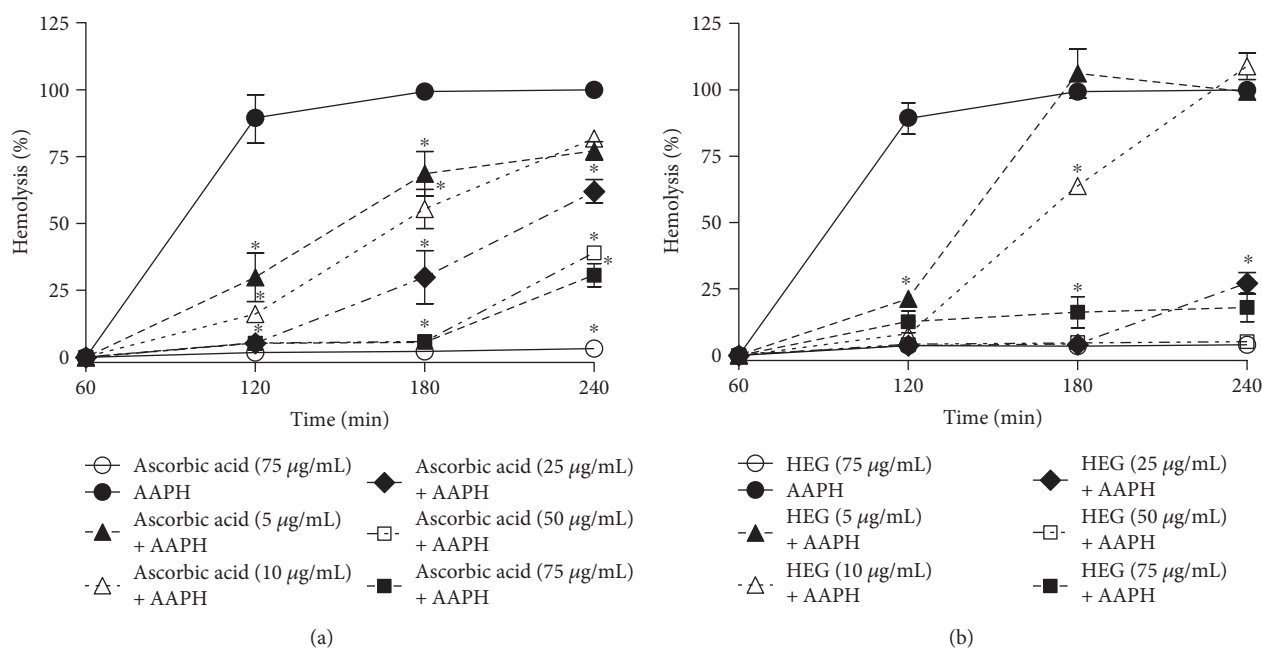 125
100
75
50
25
0
Hemolysis (%)
*
*
*
*
*
*
*
*
*
*
*
*
60
120
180
240
Time (min)
Ascorbic acid (75 μg/mL)
AAPH
Ascorbic acid (5 μg/mL)
+ AAPH
Ascorbic acid (10 μg/mL)
+ AAPH
Ascorbic acid (25 μg/mL)
+ AAPH
Ascorbic acid (50 μg/mL)
+ AAPH
Ascorbic acid (75 μg/mL)
+ AAPH
(a)
125
100
75
50
25
0
Hemolysis (%)
*
*
*
*
60
120
180
240
Time (min)
HEG (75 μg/mL)
AAPH
HEG (5 μg/mL)
+ AAPH
HEG (10 μg/mL)
+ AAPH
HEG (25 μg/mL)
+ AAPH
HEG (50 μg/mL)
+ AAPH
HEG (75 μg/mL)
+ AAPH
(b)